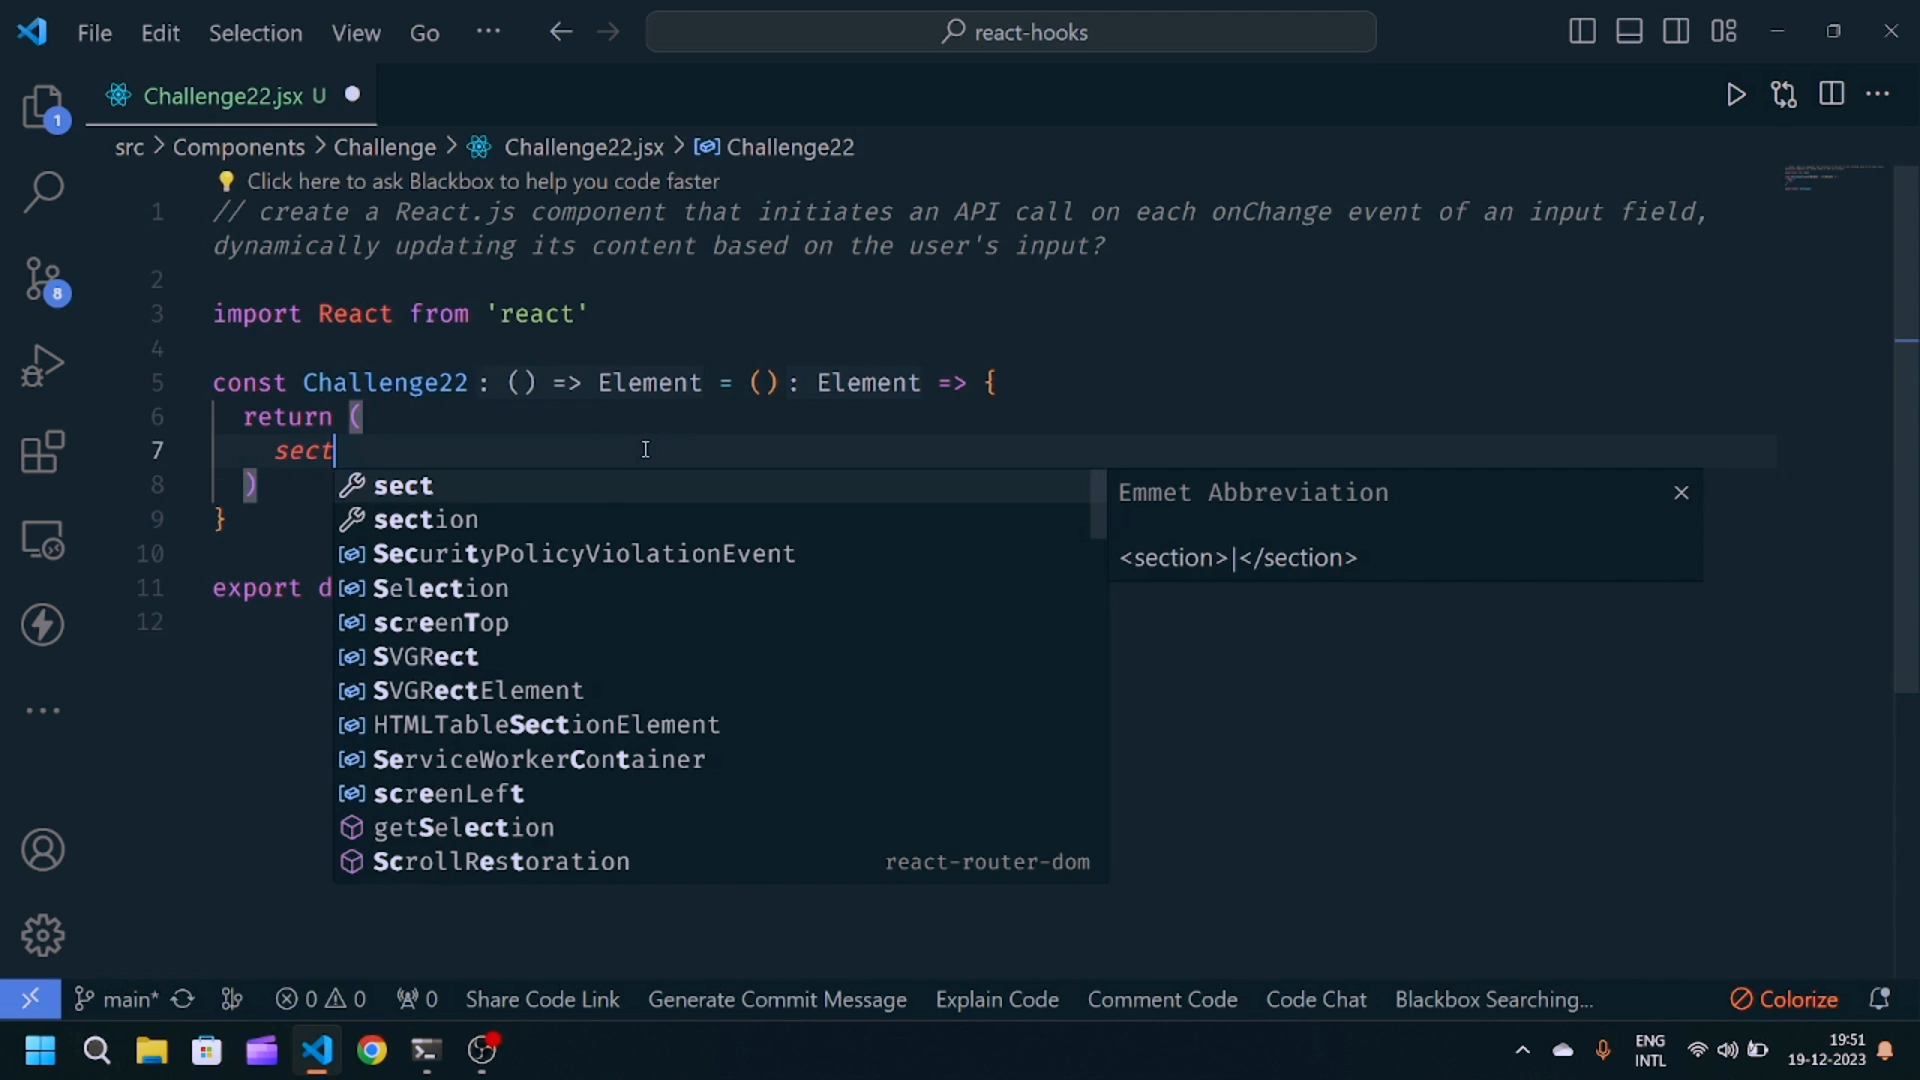 File Edit Selection View Go ··· react-hooks
Challenge22.jsx U
src > Components > Challenge > Challenge22.jsx > Challenge22
Click here to ask Blackbox to help you code faster
1 // create a React.js component that initiates an API call on each onChange event of an input field,
dynamically updating its content based on the user's input?
2
3 import React from 'react'
4
5 const Challenge22: () => Element = (): Element => {
6 return (
7 sect
8 )
9 }
10
11 export d
12
sect
section
SecurityPolicyViolationEvent
Selection
screenTop
SVGRect
SVGRectElement
HTMLTableSectionElement
ServiceWorkerContainer
screenLeft
getSelection
ScrollRestoration react-router-dom
Emmet Abbreviation
<section>|</section>
1
8
main* 0 0 0 Share Code Link Generate Commit Message Explain Code Comment Code Code Chat Blackbox Searching... Colorize
ENG
INTL
19:51
19-12-2023